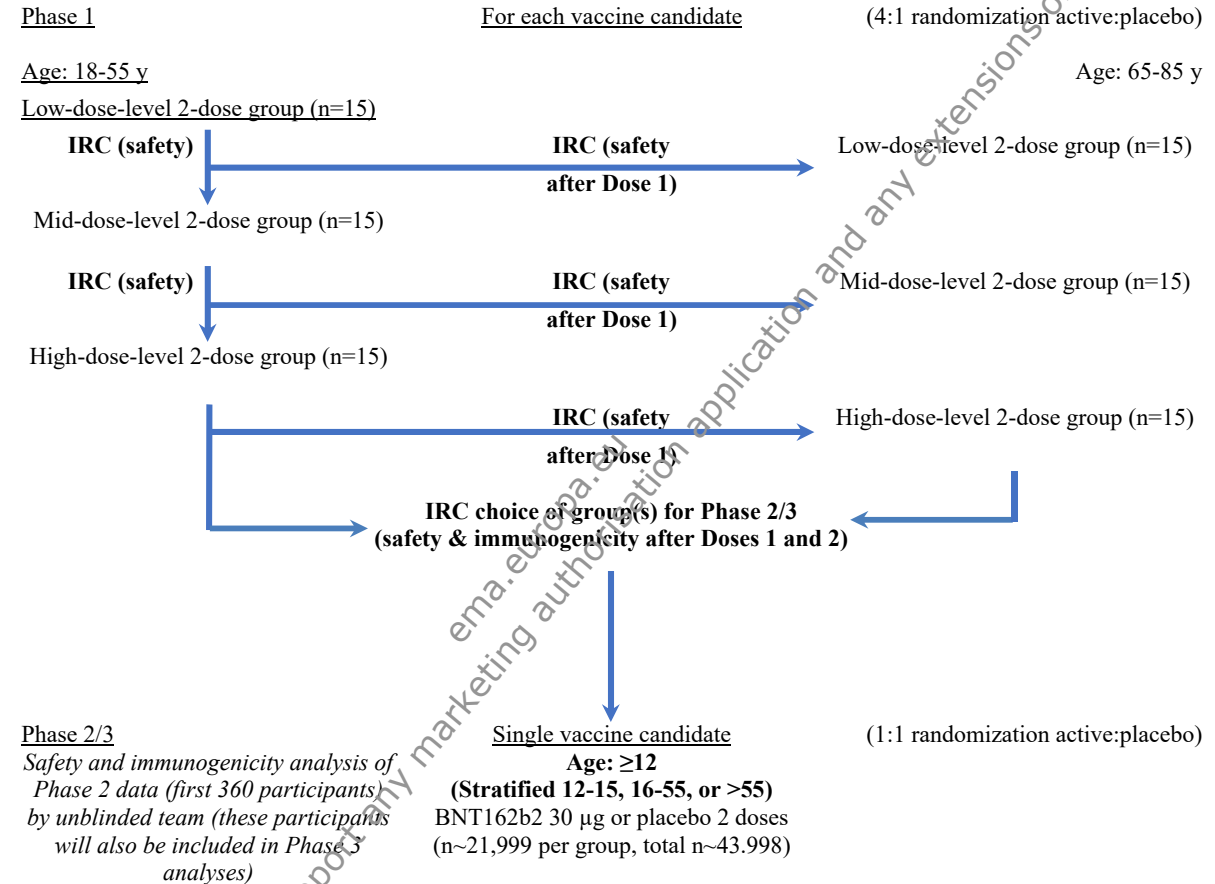 Phase 1 For each vaccine candidate (4:1 randomization active:placebo)
Age: 18-55 y Age: 65-85 y
Low-dose-level 2-dose group (n=15)
IRC (safety) IRC (safety Low-dose-level 2-dose group (n=15)
after Dose 1)
Mid-dose-level 2-dose group (n=15)
IRC (safety) IRC (safety Mid-dose-level 2-dose group (n=15)
after Dose 1)
High-dose-level 2-dose group (n=15)
IRC (safety High-dose-level 2-dose group (n=15)
after Dose 1)
IRC choice of group(s) for Phase 2/3
(safety & immunogenicity after Doses 1 and 2)
Phase 2/3 Single vaccine candidate (1:1 randomization active:placebo)
Safety and immunogenicity analysis of
Phase 2 data (first 360 participants)
by unblinded team (these participants
will also be included in Phase 3
analyses)
Age: ≥12
(Stratified 12-15, 16-55, or >55)
BNT162b2 30 µg or placebo 2 doses
(n~21,999 per group, total n~43.998)
ema.europa.eu
port any marketing authorisation application and any extensions o